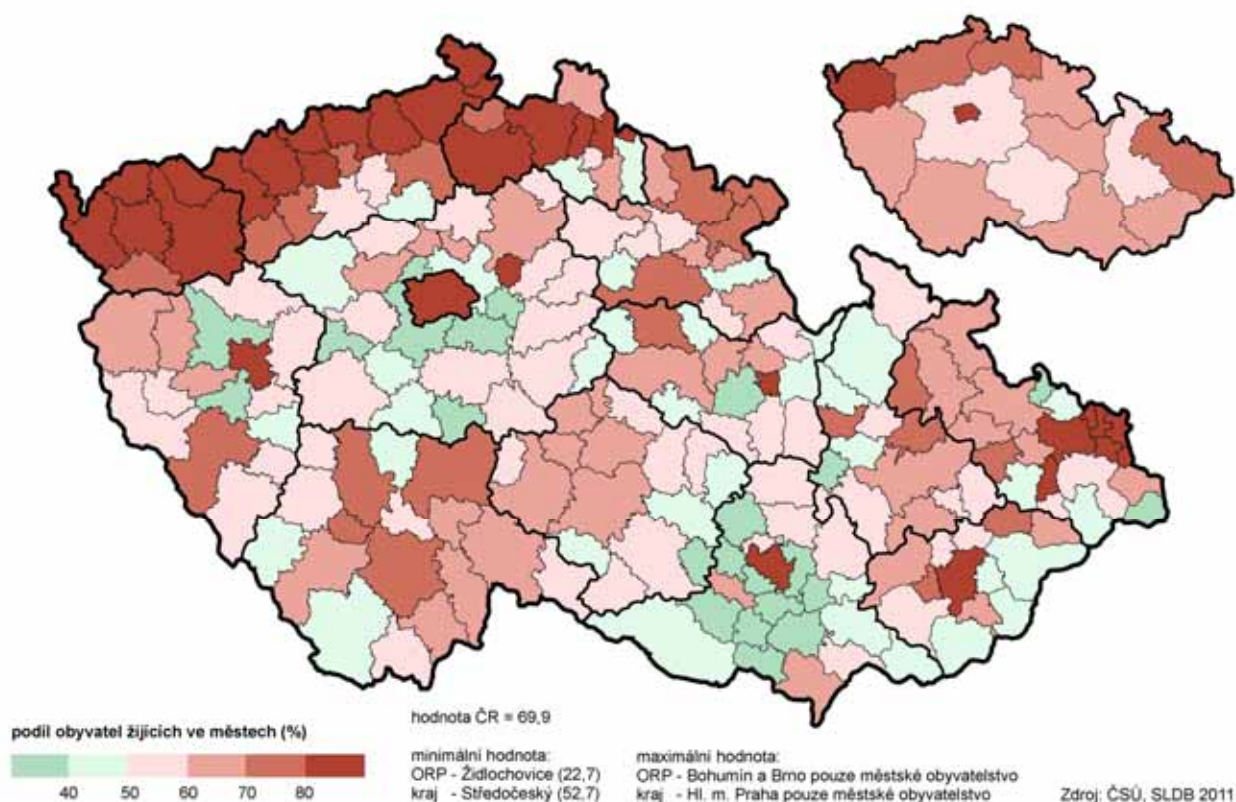 podíl obyvatel žijících ve městech (%)
40 50 60 70 80
hodnota ČR = 69,9
minimální hodnota:
ORP - Židlochovice (22,7)
kraj - Středočeský (52,7)
maximální hodnota:
ORP - Bohumín a Brno pouze městské obyvatelstvo
kraj - Hl. m. Praha pouze městské obyvatelstvo
Zdroj: ČSÚ, SLDB 2011